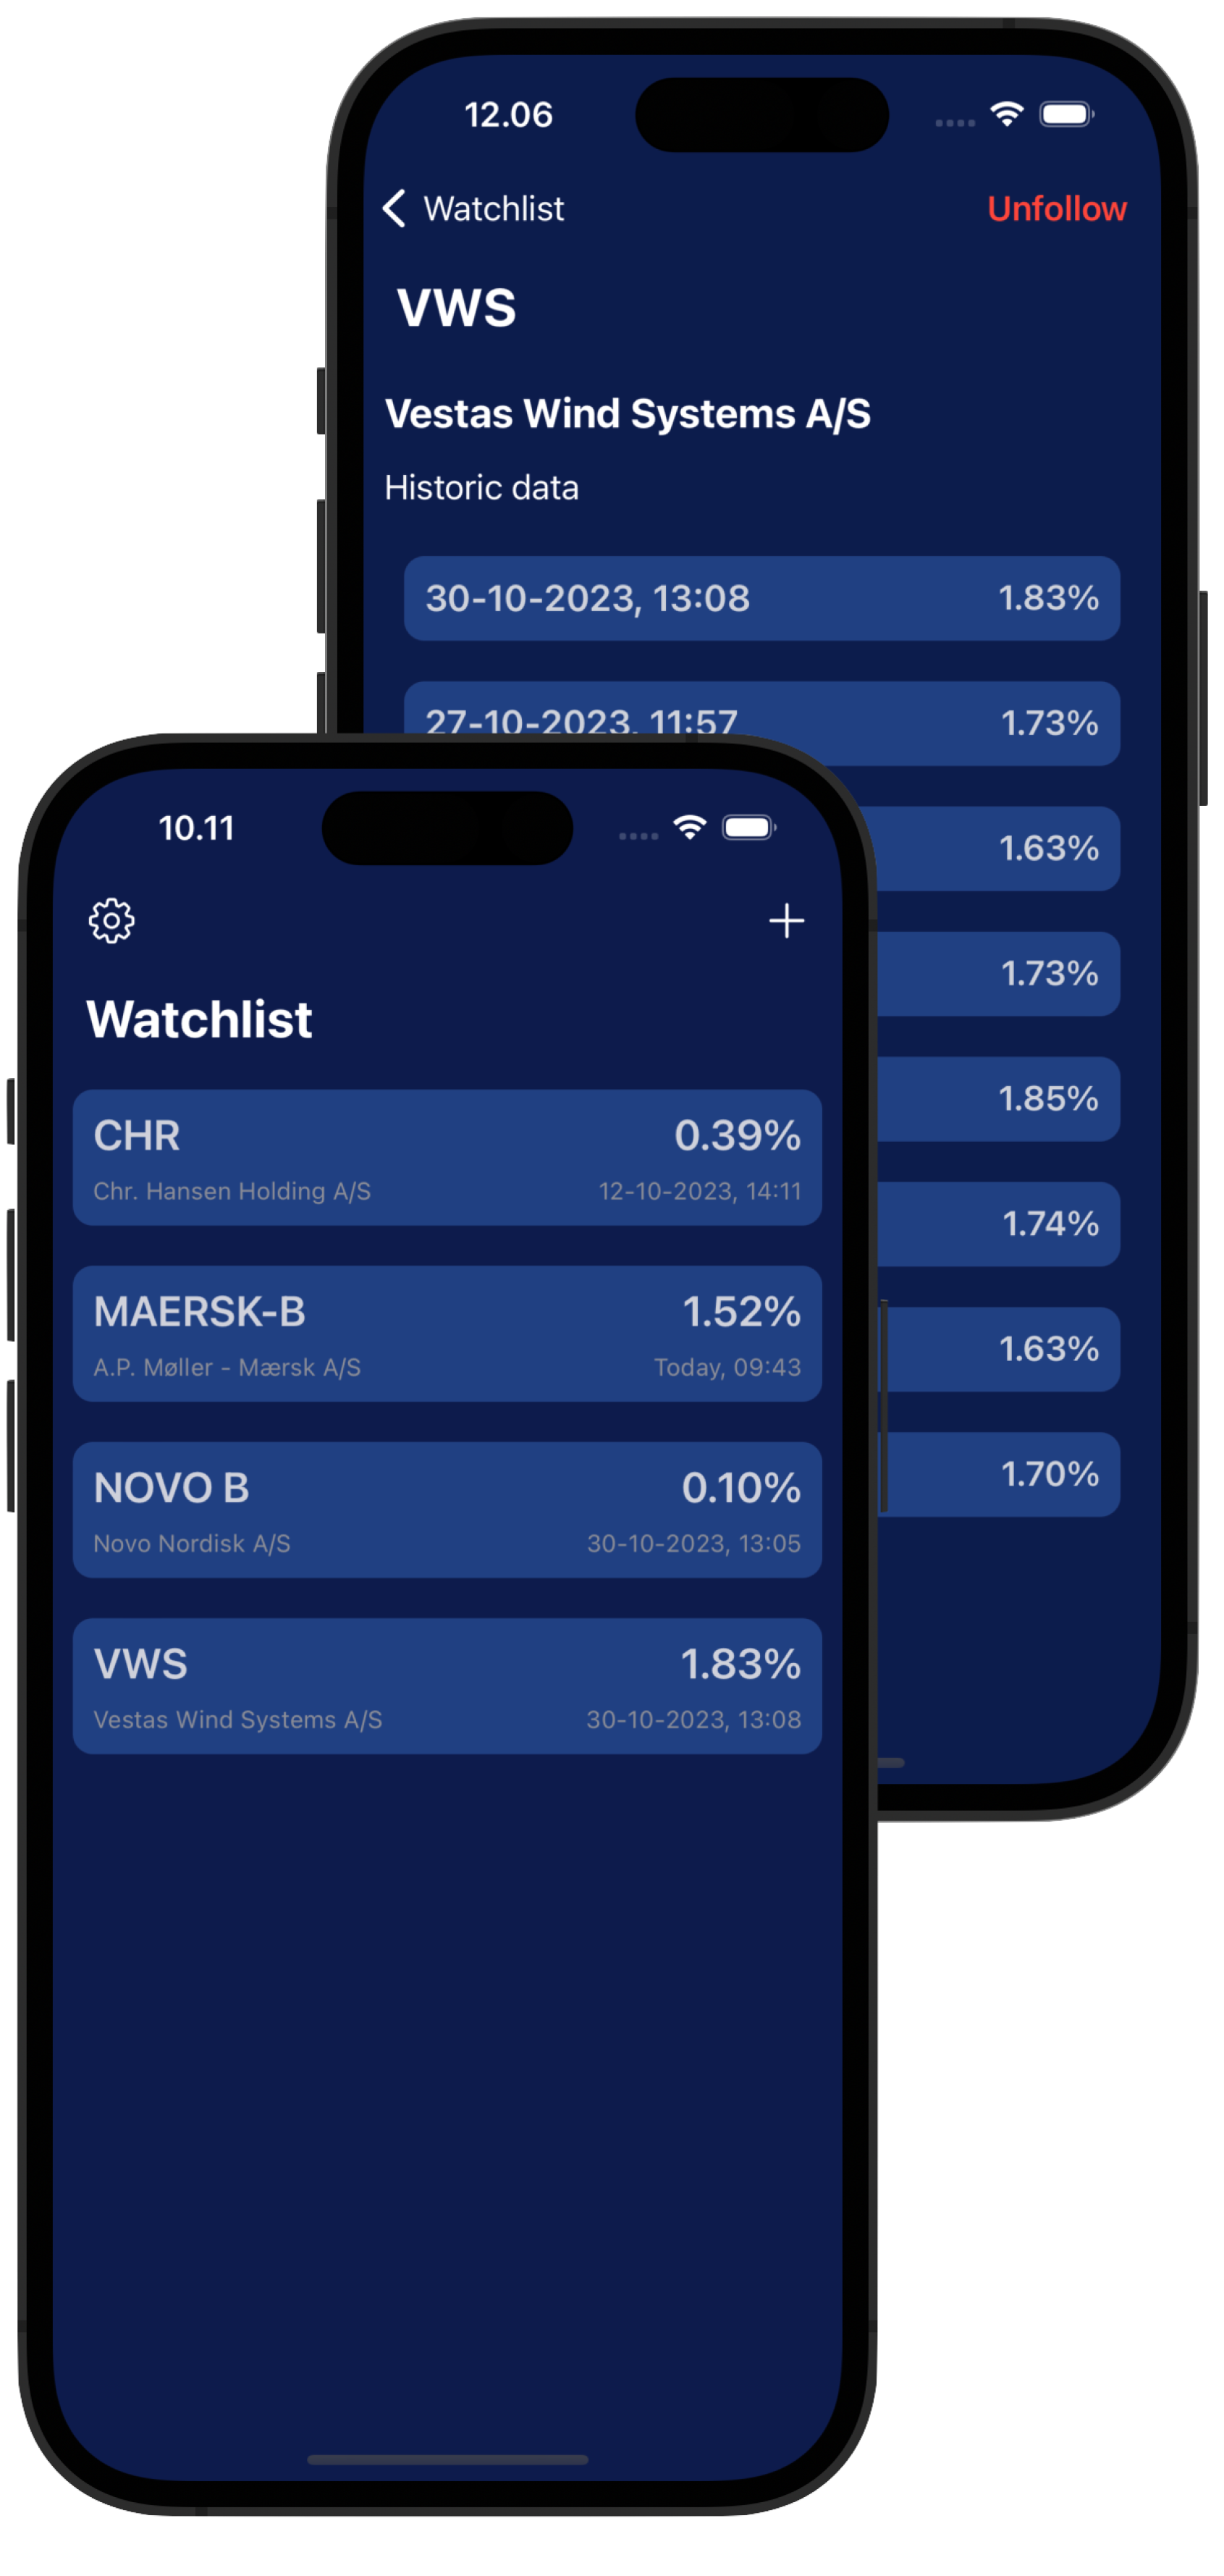 12.06
Watchlist
Unfollow
VWS
Vestas Wind Systems A/S
Historic data
30-10-2023, 13:08
1.83%
27-10-2023, 11:57
1.73%
1.63%
1.73%
1.85%
1.74%
1.63%
1.70%
10.11
Watchlist
CHR
0.39%
Chr. Hansen Holding A/S
12-10-2023, 14:11
MAERSK-B
1.52%
A.P. Møller - Mærsk A/S
Today, 09:43
NOVO B
0.10%
Novo Nordisk A/S
30-10-2023, 13:05
VWS
1.83%
Vestas Wind Systems A/S
30-10-2023, 13:08